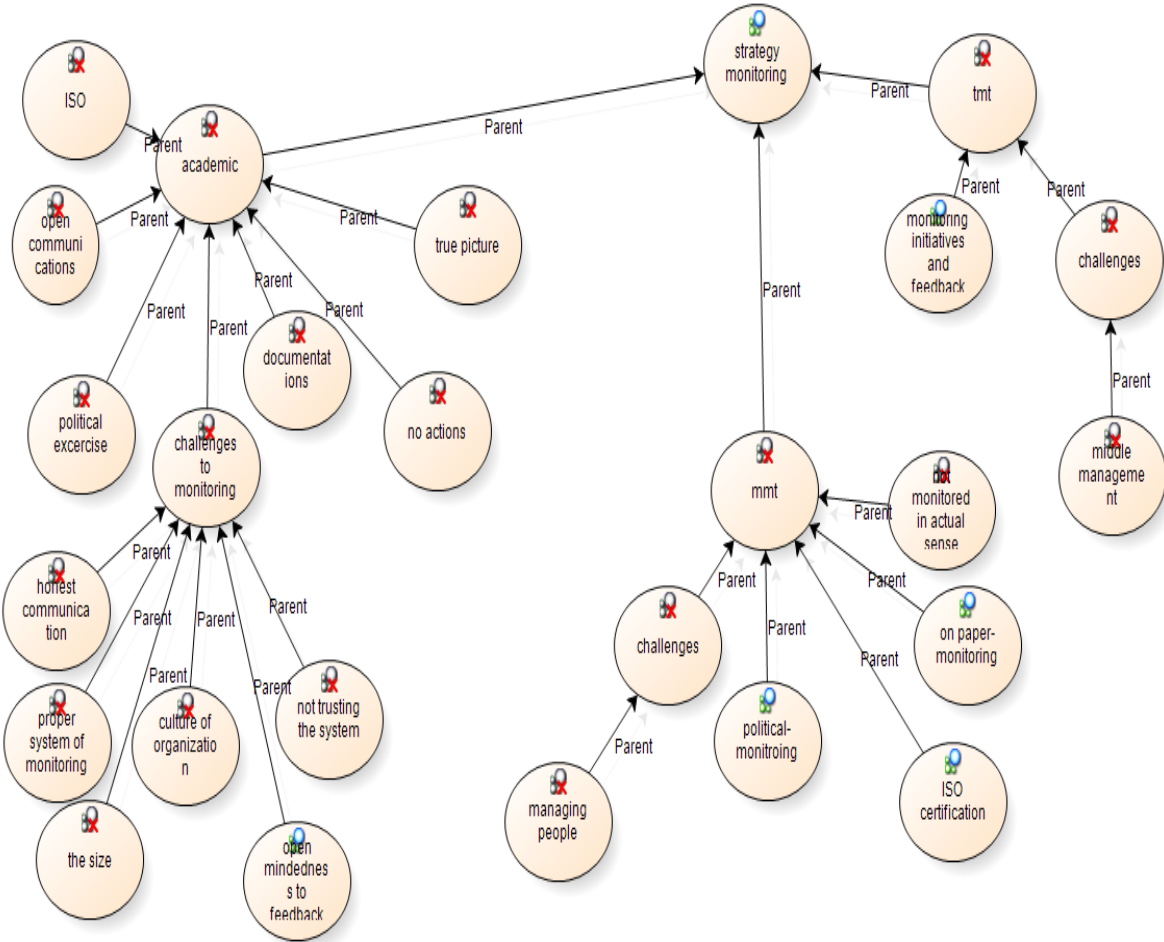 strategy
monitoring
tmt
ISO
academic
Parent
Parent
Parent
open
communi
cations
Parent
true picture
Parent
Parent
Parent
monitoring
initiatives
and
feedback
challenges
Parent
Parent
Parent
Parent
Parent
documentat
ions
political
excercise
no actions
challenges
to
monitoring
Parent
Parent
middle
manageme
nt
mmt
monitored
in actual
sense
Parent
honest
communica
tion
Parent
Parent
Parent
Parent
Parent
Parent
proper
system of
monitoring
culture of
organizatio
n
not trusting
the system
the size
open
mindednes
s to
feedback
Parent
Parent
Parent
Parent
challenges
on paper-
monitoring
Parent
managing
people
political-
monitroing
ISO
certification